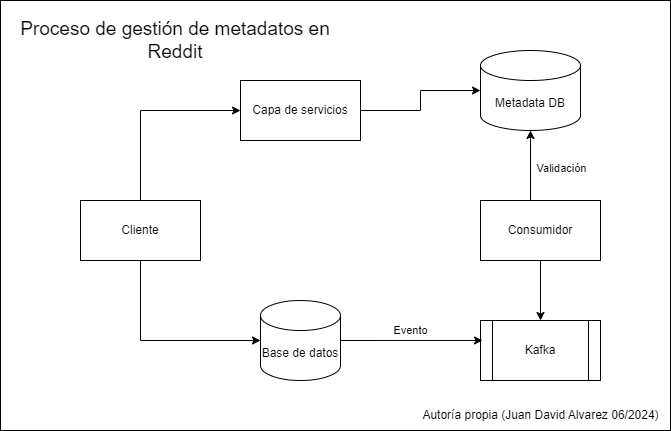 Proceso de gestión de metadatos en
Reddit
Capa de servicios
Metadata DB
Validación
Cliente
Consumidor
Base de datos
Evento
Kafka
Autoría propia (Juan David Alvarez 06/2024)